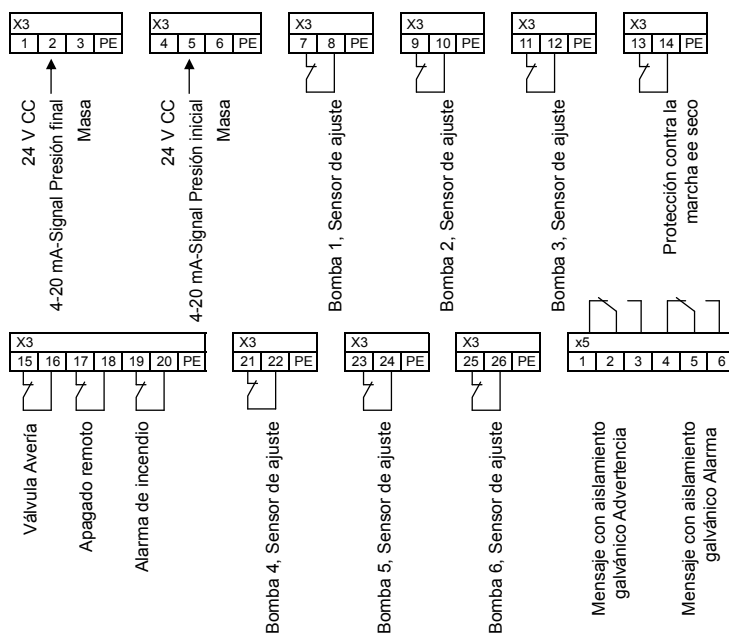 X3
1 2 3 PE
24 V CC
4-20 mA-Signal Presión final
Masa
X3
4 5 6 PE
24 V CC
4-20 mA-Signal Presión inicial
Masa
X3
7 8 PE
Bomba 1, Sensor de ajuste
X3
9 10 PE
Bomba 2, Sensor de ajuste
X3
11 12 PE
Bomba 3, Sensor de ajuste
X3
13 14 PE
Protección contra la
marcha ee seco
X3
15 16 17 18 19 20 PE
Válvula Avería
Apagado remoto
Alarma de incendio
X3
21 22 PE
Bomba 4, Sensor de ajuste
X3
23 24 PE
Bomba 5, Sensor de ajuste
X3
25 26 PE
Bomba 6, Sensor de ajuste
x5
1 2 3 4 5 6
Mensaje con aislamiento
galvánico Advertencia
Mensaje con aislamiento
galvánico Alarma